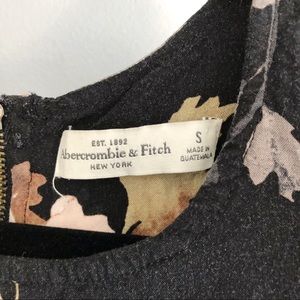 EST. 1892
Abercrombie & Fitch
NEW YORK
S
MADE IN
GUATEMALA